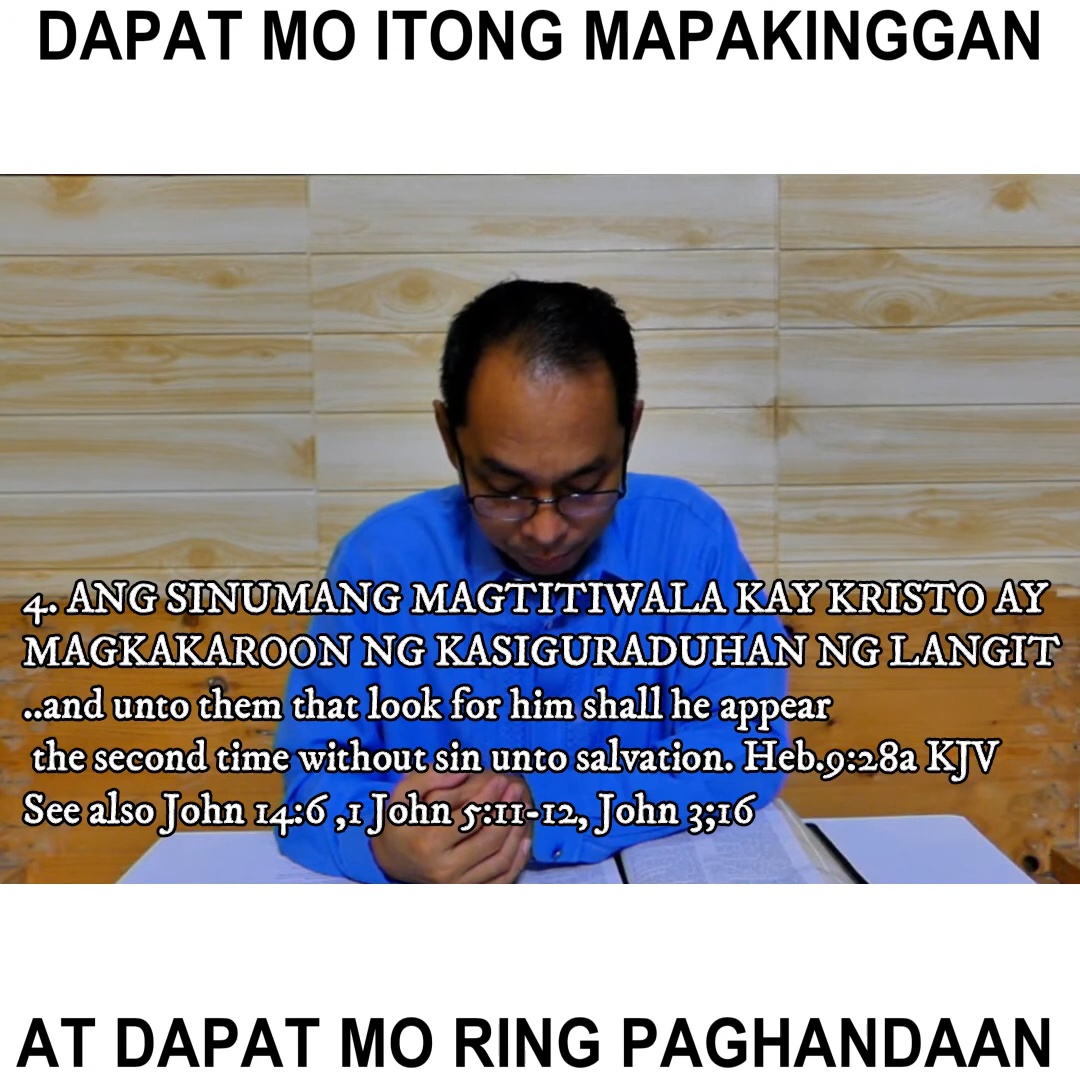 DAPAT MO ITONG MAPAKINGGAN
4. ANG SINUMANG MAGTITIWALA KAY KRISTO AY
MAGKAKAROON NG KASIGURADUHAN NG LANGIT
..and unto them that look for him shall he appear
the second time without sin unto salvation. Heb.9:28a KJV
See also John 14:6 ,1 John 5:11-12, John 3;16
AT DAPAT MO RING PAGHANDAAN